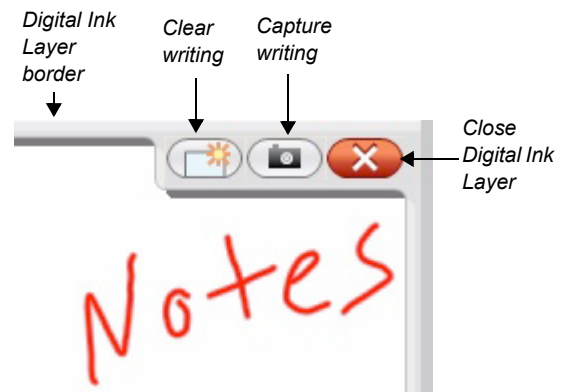 Digital Ink
Layer
border
Clear
writing
Capture
writing
Close
Digital Ink
Layer
Notes